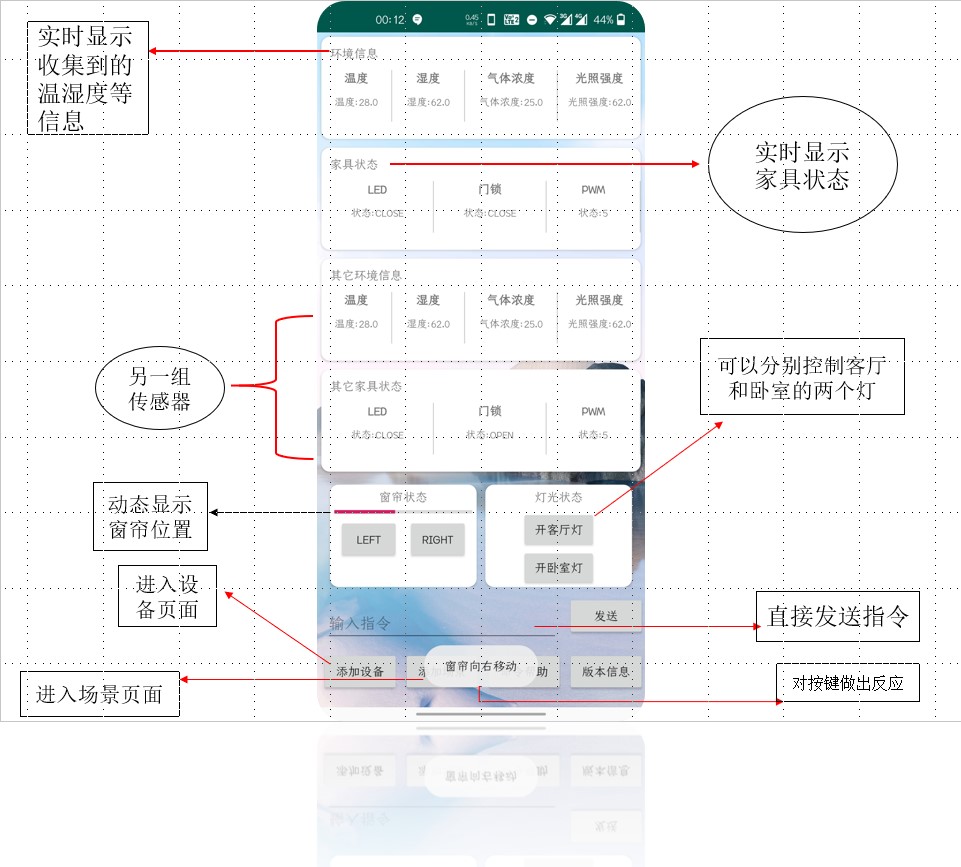 00:12
44%
实时显示
收集到的
温湿度等
信息
环境信息
温度 湿度 气体浓度 光照强度
温度:28.0 湿度:62.0 气体浓度:25.0 光照强度:62.0
实时显示
家具状态
家具状态
LED 门锁 PWM
状态:CLOSE 状态:CLOSE 状态:5
其它环境信息
温度 湿度 气体浓度 光照强度
温度:28.0 湿度:62.0 气体浓度:25.0 光照强度:62.0
另一组
传感器
可以分别控制客厅
和卧室的两个灯
其它家具状态
LED 门锁 PWM
状态:CLOSE 状态:OPEN 状态:5
动态显示
窗帘位置
窗帘状态
LEFT RIGHT
灯光状态
开客厅灯
开卧室灯
进入设
备页面
输入指令
发送
直接发送指令
添加设备 窗帘向右移动 助 版本信息
进入场景页面
对按键做出反应